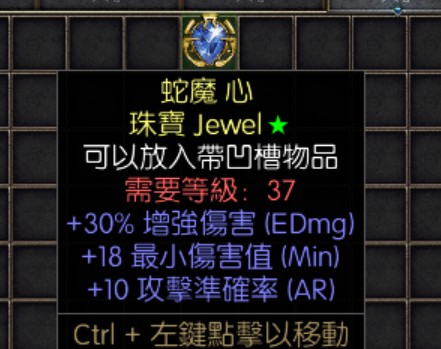 蛇魔 心
珠寶 Jewel★
可以放入帶凹槽物品
需要等級: 37
+30% 增強傷害 (EDmg)
+18 最小傷害值 (Min)
+10 攻擊準確率 (AR)
Ctrl + 左鍵點擊以移動